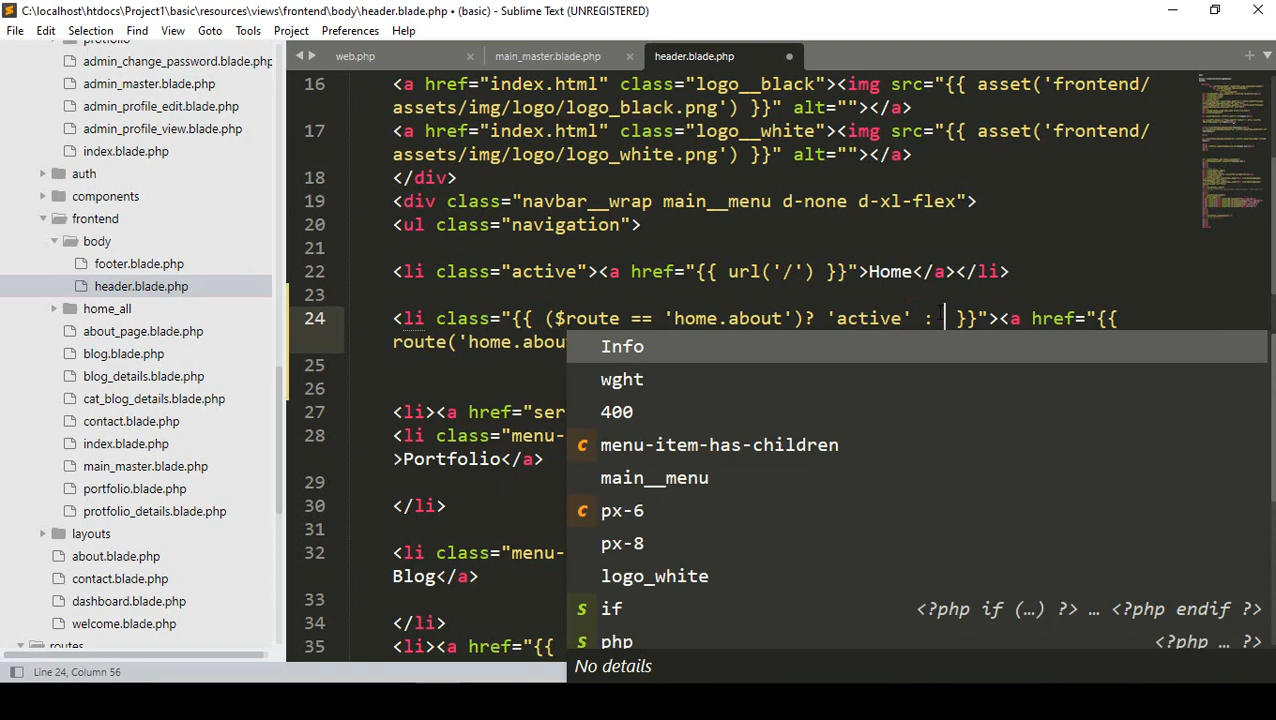 C:\localhost\htdocs\Project1\basic\resources\views\frontend\body\header.blade.php • (basic) - Sublime Text (UNREGISTERED)
File Edit Selection Find View Goto Tools Project Preferences Help
admin_change_password.blade.php
admin_master.blade.php
admin_profile_edit.blade.php
admin_profile_view.blade.php
index.blade.php
auth
components
frontend
body
footer.blade.php
header.blade.php
home_all
about_page.blade.php
blog.blade.php
blog_details.blade.php
cat_blog_details.blade.php
contact.blade.php
index.blade.php
main_master.blade.php
portfolio.blade.php
protfolio_details.blade.php
layouts
about.blade.php
contact.blade.php
dashboard.blade.php
welcome.blade.php
routes
web.php main_master.blade.php header.blade.php
16 <a href="index.html" class="logo__black"><img src="{{ asset('frontend/
assets/img/logo/logo_black.png') }}" alt=""></a>
17 <a href="index.html" class="logo__white"><img src="{{ asset('frontend/
assets/img/logo/logo_white.png') }}" alt=""></a>
18 </div>
19 <div class="navbar__wrap main__menu d-none d-xl-flex">
20 <ul class="navigation">
21
22 <li class="active"><a href="{{ url('/') }}">Home</a></li>
23
24 <li class="{{ ($route == 'home.about')? 'active' : }}"><a href="{{
route('home.abou
25
26
27 <li><a href="ser
28 <li class="menu-
>Portfolio</a>
29
30 </li>
31
32 <li class="menu-
Blog</a>
33
34 </li>
35 <li><a href="{{
Info
wght
400
c menu-item-has-children
main__menu
c px-6
px-8
logo_white
s if <?php if (…) ?> … <?php endif ?>
s php <?php … ?>
No details
Line 24, Column 56